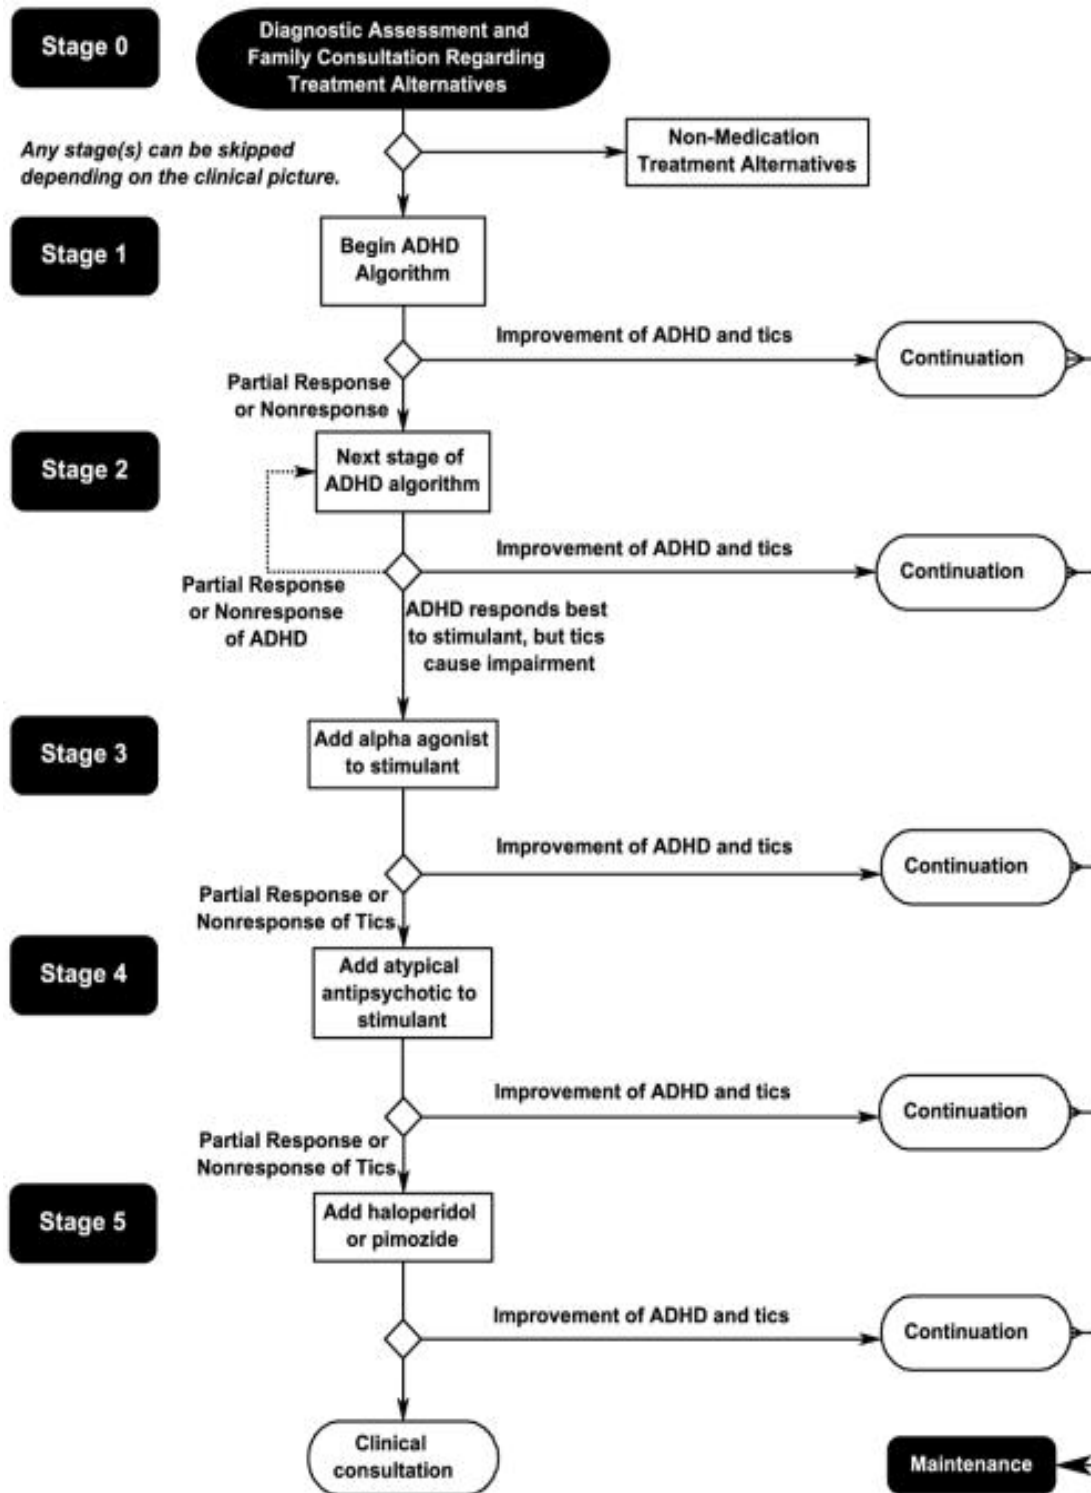 Stage 0
Diagnostic Assessment and
Family Consultation Regarding
Treatment Alternatives
Any stage(s) can be skipped
depending on the clinical picture.
Non-Medication
Treatment Alternatives
Stage 1
Begin ADHD
Algorithm
Improvement of ADHD and tics
Continuation
Partial Response
or Nonresponse
Stage 2
Next stage of
ADHD algorithm
Improvement of ADHD and tics
Continuation
Partial Response
or Nonresponse
of ADHD
ADHD responds best
to stimulant, but tics
cause impairment
Stage 3
Add alpha agonist
to stimulant
Improvement of ADHD and tics
Continuation
Partial Response or
Nonresponse of Tics
Stage 4
Add atypical
antipsychotic to
stimulant
Improvement of ADHD and tics
Continuation
Partial Response or
Nonresponse of Tics
Stage 5
Add haloperidol
or pimozide
Improvement of ADHD and tics
Continuation
Clinical
consultation
Maintenance